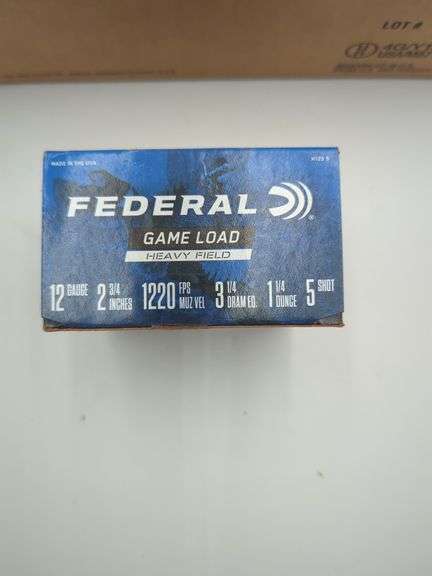 LOT #
MADE IN THE USA
H123 5
FEDERAL
GAME LOAD
HEAVY FIELD
12 GAUGE 2 3/4 INCHES 1220 FPS MUZ VEL 3 1/4 DRAM EQ. 1 1/4 OUNCE 5 SHOT